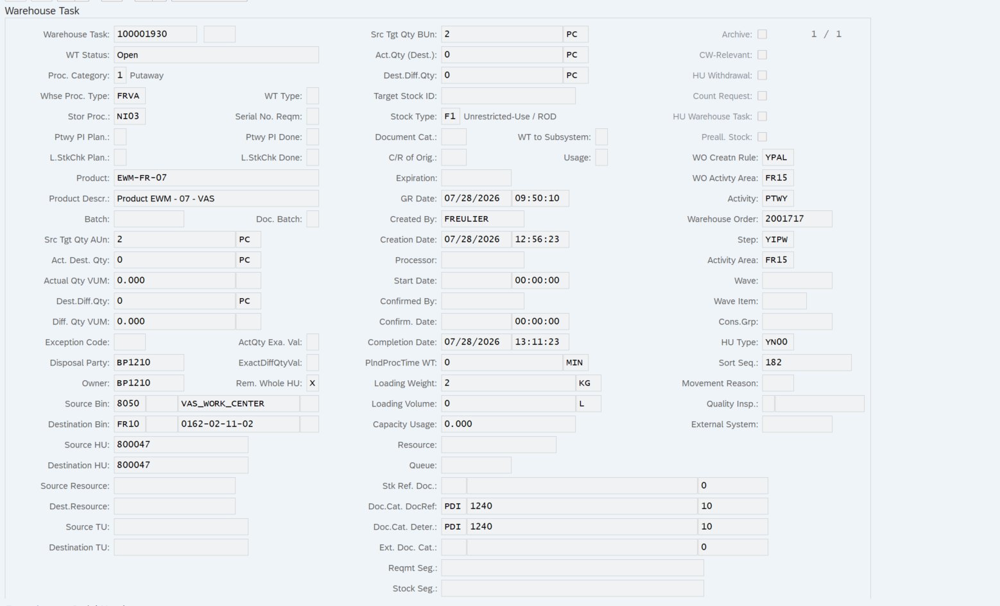 Warehouse Task
Warehouse Task: 100001930 Src Tgt Qty BUn: 2 PC Archive: 1 / 1
WT Status: Open Act.Qty (Dest.): 0 PC CW-Relevant:
Proc. Category: 1 Putaway Dest.Diff.Qty: 0 PC HU Withdrawal:
Whse Proc. Type: FRVA WT Type: Target Stock ID: Count Request:
Stor Proc.: NI03 Serial No. Reqm: Stock Type: F1 Unrestricted-Use / ROD HU Warehouse Task:
Ptwy PI Plan.: Ptwy PI Done: Document Cat.: WT to Subsystem: Preall. Stock:
L.StkChk Plan.: L.StkChk Done: C/R of Orig.: Usage: WO Creatn Rule: YPAL
Product: EWM-FR-07 Expiration: WO Activty Area: FR15
Product Descr.: Product EWM - 07 - VAS GR Date: 07/28/2026 09:50:10 Activity: PTWY
Batch: Doc. Batch: Created By: FREULIER Warehouse Order: 2001717
Src Tgt Qty AUn: 2 PC Creation Date: 07/28/2026 12:56:23 Step: YIPW
Act. Dest. Qty: 0 PC Processor: Activity Area: FR15
Actual Qty VUM: 0.000 Start Date: 00:00:00 Wave:
Dest.Diff.Qty: 0 PC Confirmed By: Wave Item:
Diff. Qty VUM: 0.000 Confirm. Date: 00:00:00 Cons.Grp:
Exception Code: ActQty Exa. Val: Completion Date: 07/28/2026 13:11:23 HU Type: YN00
Disposal Party: BP1210 ExactDiffQtyVal: PlndProcTime WT: 0 MIN Sort Seq.: 182
Owner: BP1210 Rem. Whole HU: X Loading Weight: 2 KG Movement Reason:
Source Bin: 8050 VAS_WORK_CENTER Loading Volume: 0 L Quality Insp.:
Destination Bin: FR10 0162-02-11-02 Capacity Usage: 0.000 External System:
Source HU: 800047 Resource:
Destination HU: 800047 Queue:
Source Resource: Stk Ref. Doc.: 0
Dest.Resource: Doc.Cat. DocRef: PDI 1240 10
Source TU: Doc.Cat. Deter.: PDI 1240 10
Destination TU: Ext. Doc. Cat.: 0
Reqmt Seg.:
Stock Seg.: